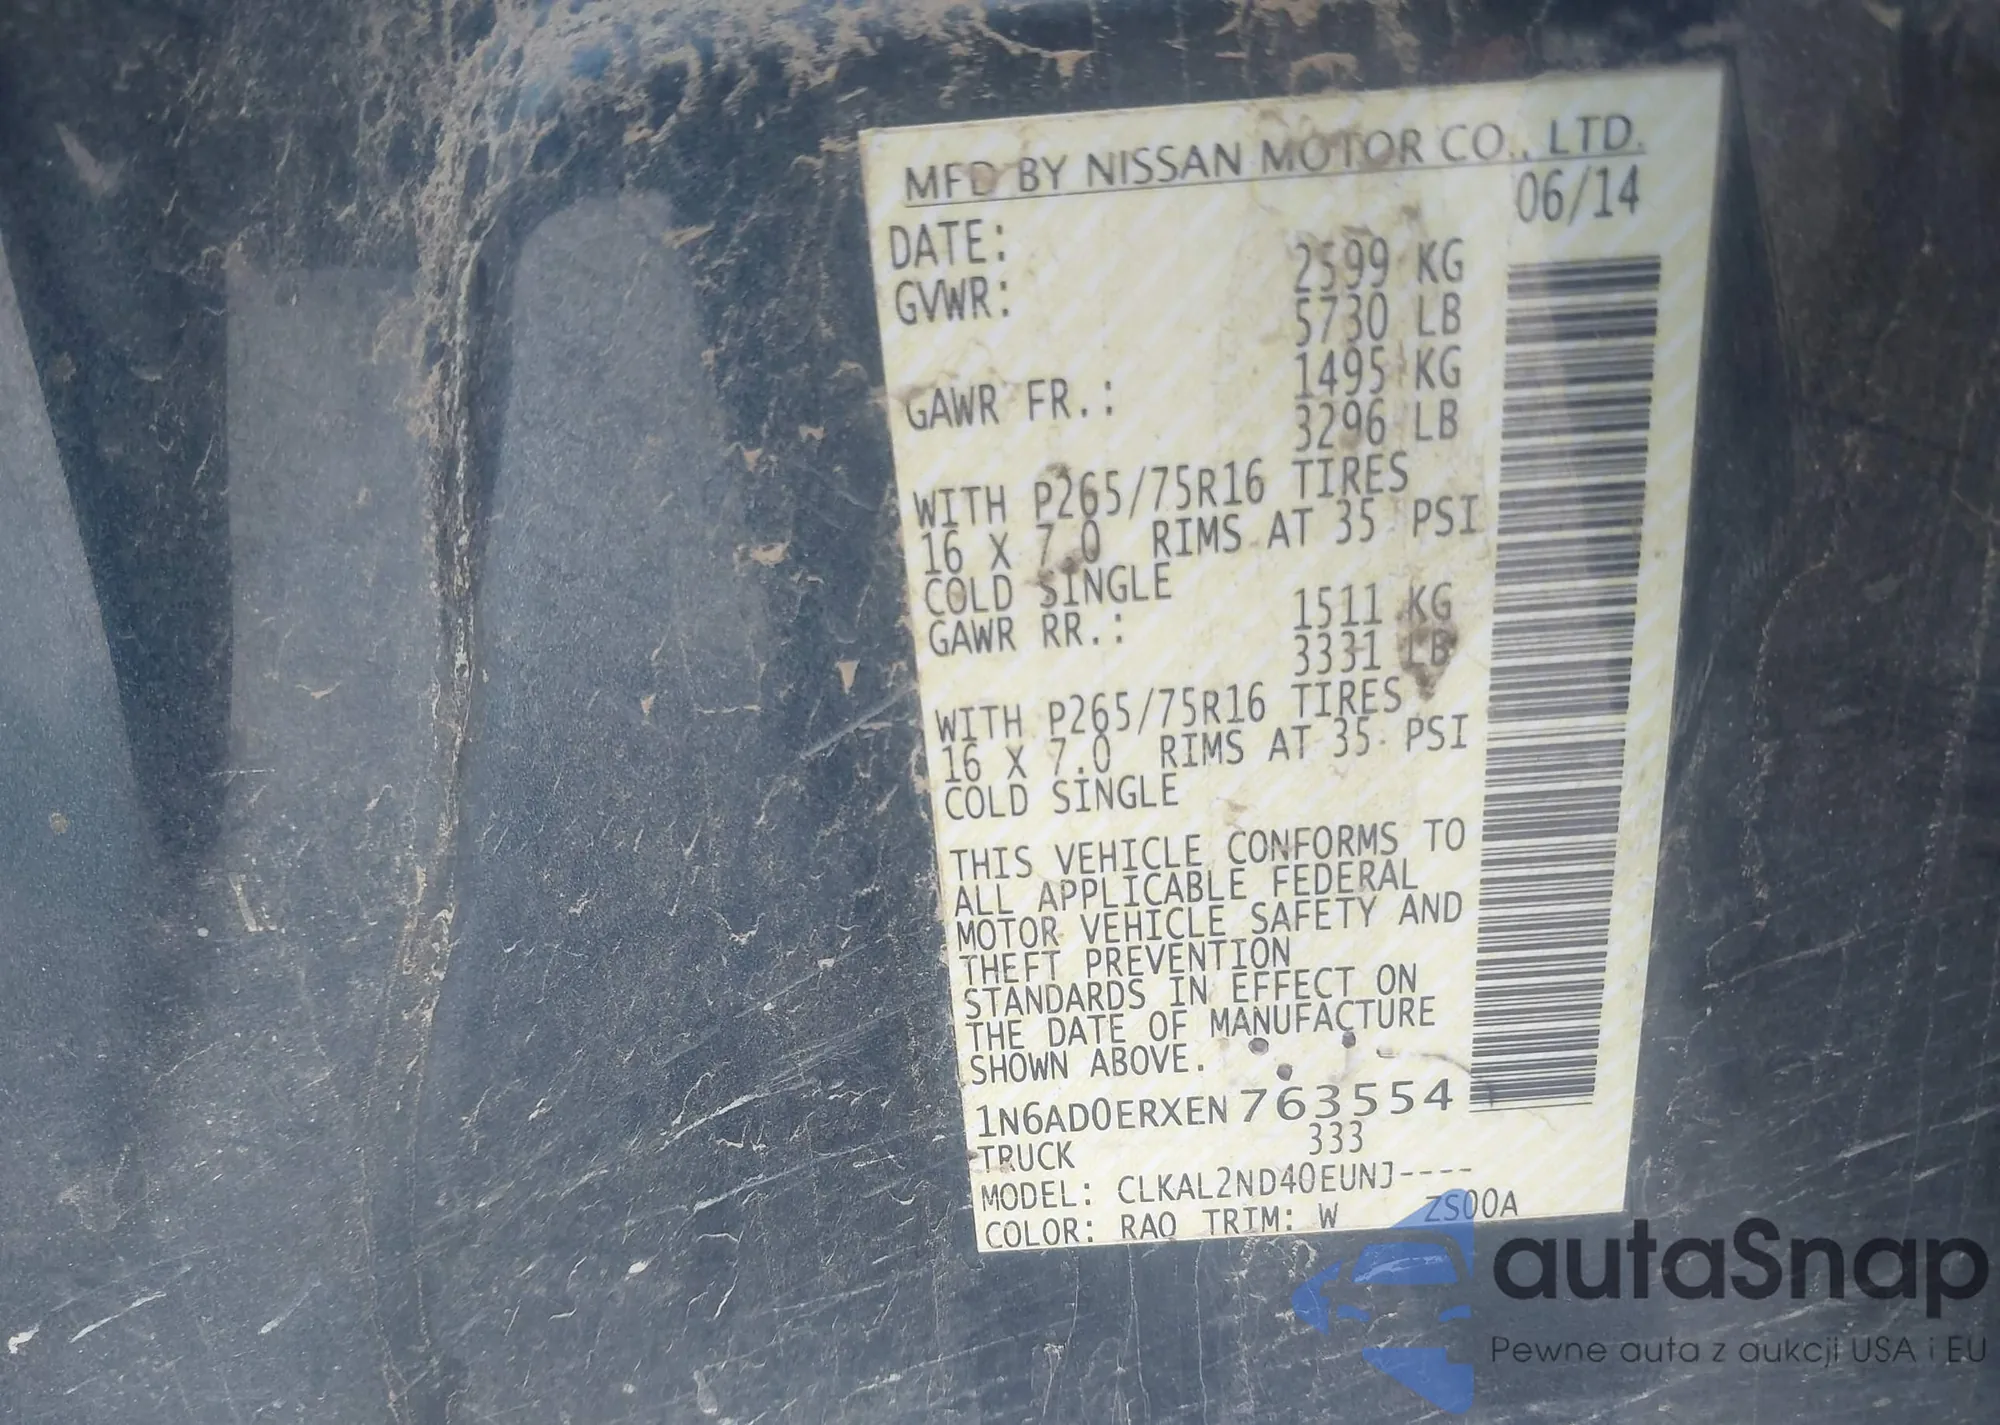 MFD BY NISSAN MOTOR CO., LTD.
DATE: 06/14
GVWR: 2599 KG
5730 LB
GAWR FR.: 1495 KG
3296 LB
WITH P265/75R16 TIRES
16 X 7.0 RIMS AT 35 PSI
COLD SINGLE
GAWR RR.: 1511 KG
3331 LB
WITH P265/75R16 TIRES
16 X 7.0 RIMS AT 35 PSI
COLD SINGLE
THIS VEHICLE CONFORMS TO
ALL APPLICABLE FEDERAL
MOTOR VEHICLE SAFETY AND
THEFT PREVENTION
STANDARDS IN EFFECT ON
THE DATE OF MANUFACTURE
SHOWN ABOVE.
1N6AD0ERXEN763554
TRUCK 333
MODEL: CLKAL2ND40EUNJ----
COLOR: RAQ TRIM: W ZS00A
autaSnap
Pewne auta z aukcji USA i EU